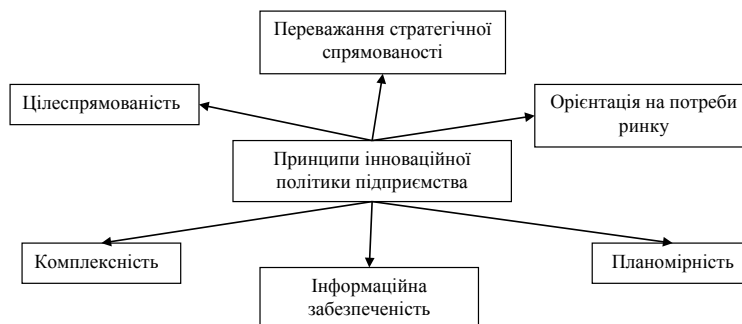 Переважання стратегічної
спрямованості
Цілеспрямованість
Орієнтація на потреби
ринку
Принципи інноваційної
політики підприємства
Комплексність
Інформаційна
забезпеченість
Планомірність